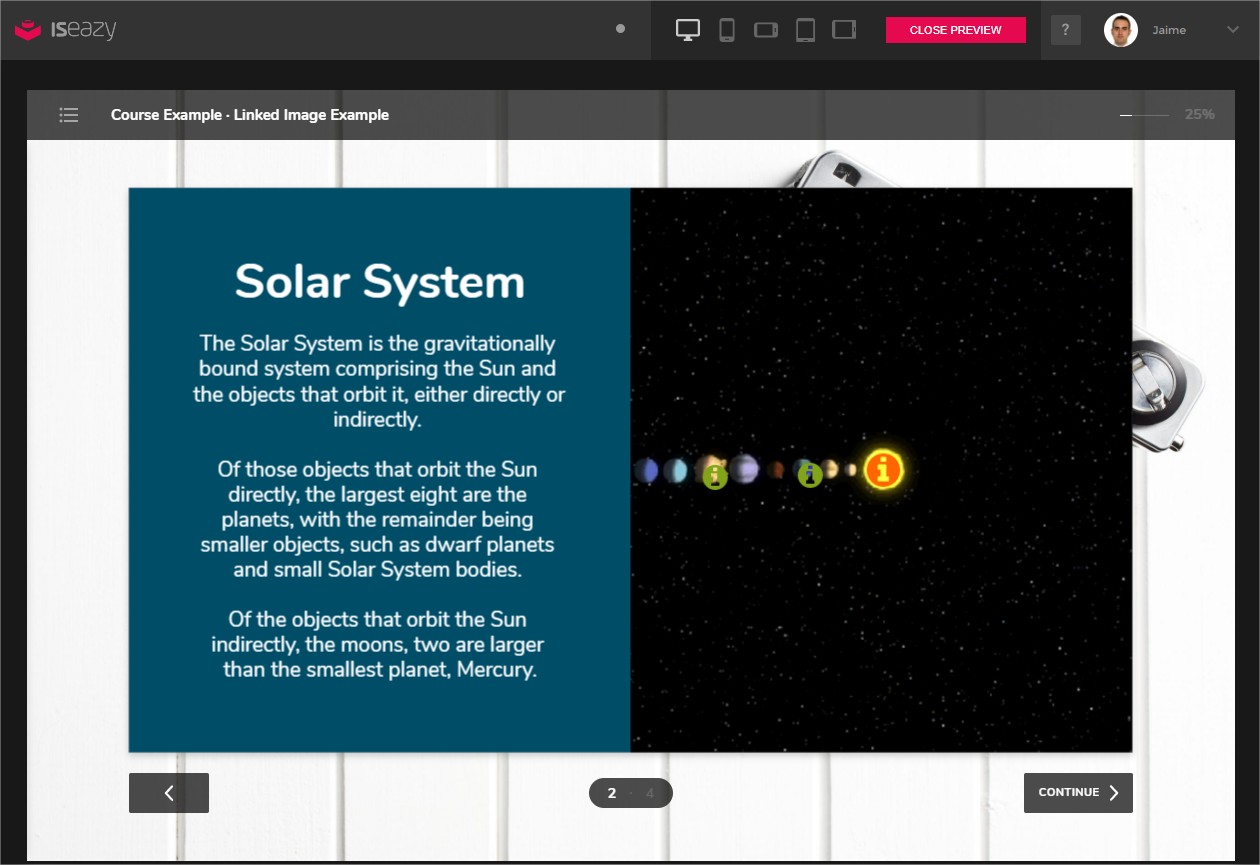 ISeazy
CLOSE PREVIEW
?
Jaime
Course Example · Linked Image Example
25%
Solar System
The Solar System is the gravitationally
bound system comprising the Sun and
the objects that orbit it, either directly or
indirectly.
Of those objects that orbit the Sun
directly, the largest eight are the
planets, with the remainder being
smaller objects, such as dwarf planets
and small Solar System bodies.
Of the objects that orbit the Sun
indirectly, the moons, two are larger
than the smallest planet, Mercury.
i
i
i
2 · 4
CONTINUE